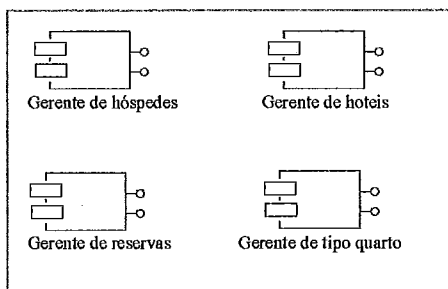 Gerente de hóspedes
Gerente de hoteis
Gerente de reservas
Gerente de tipo quarto